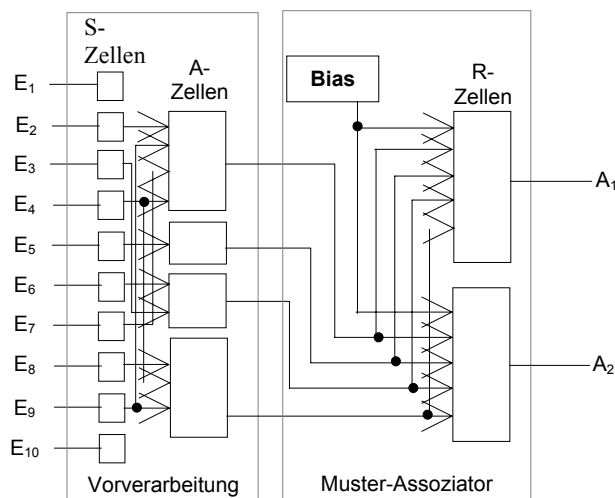 S-
Zellen
A-
Zellen
Bias
R-
Zellen
E1
E2
E3
E4
E5
E6
E7
E8
E9
E10
A1
A2
Vorverarbeitung
Muster-Assoziator